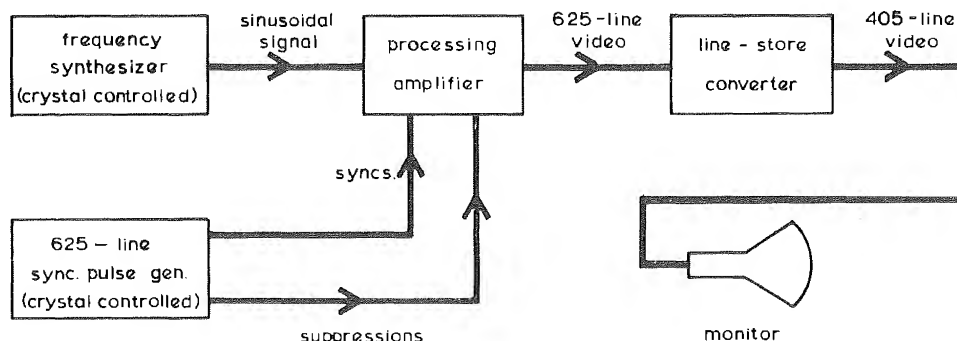 frequency
synthesizer
(crystal controlled)
sinusoidal
signal
processing
amplifier
625-line
video
line-store
converter
405-line
video
syncs.
625-line
sync. pulse gen.
(crystal controlled)
suppressions
monitor